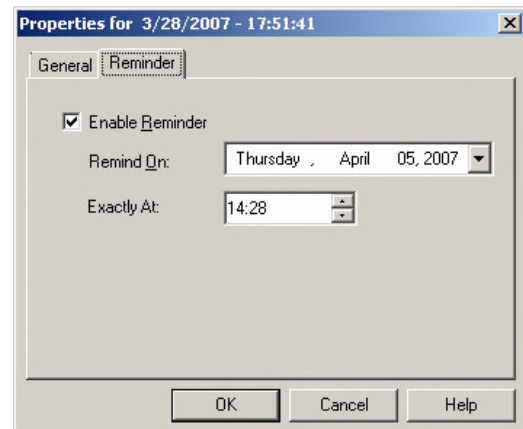 Properties for 3/28/2007 - 17:51:41
General Reminder
Enable Reminder
Remind On: Thursday , April 05, 2007
Exactly At: 14:28
OK Cancel Help